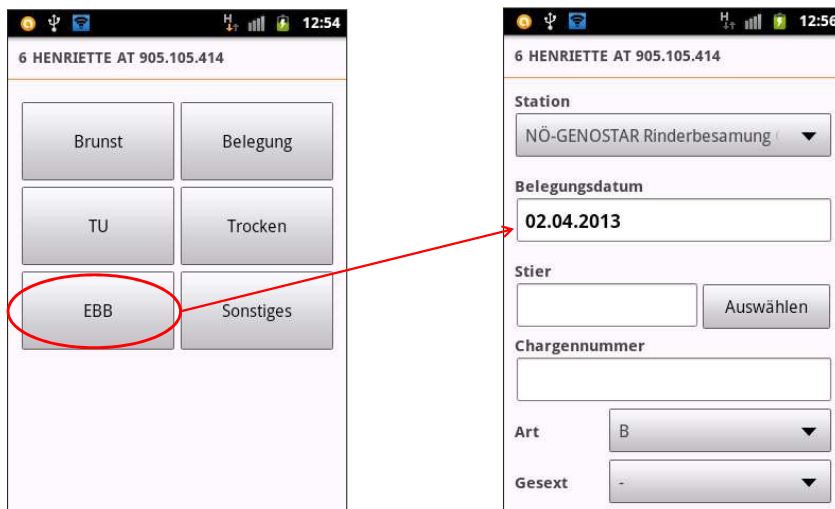 H 12:54
6 HENRIETTE AT 905.105.414
Brunst Belegung
TU Trocken
EBB Sonstiges
H 12:56
6 HENRIETTE AT 905.105.414
Station
NÖ-GENOSTAR Rinderbesamung
Belegungsdatum
02.04.2013
Stier
Auswählen
Chargennummer
Art B
Gesext -